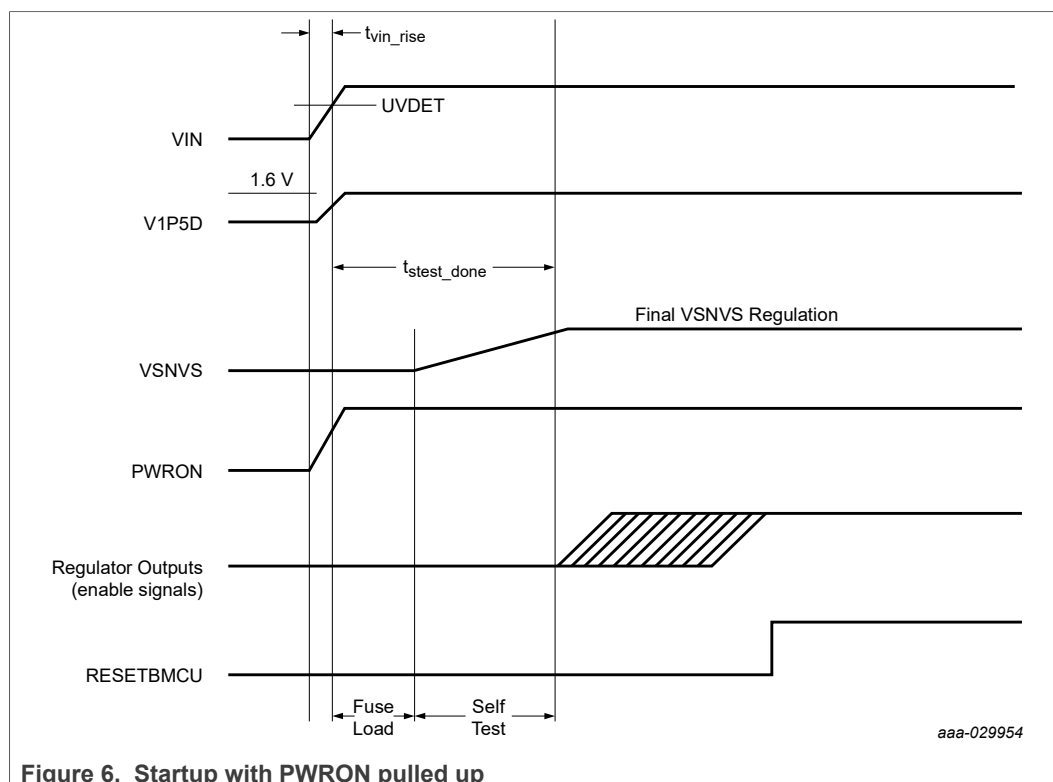 tvin_rise
UVDET
VIN
1.6 V
V1P5D
tstest_done
Final VSNVS Regulation
VSNVS
PWRON
Regulator Outputs
(enable signals)
RESETBMCU
Fuse
Load
Self
Test
aaa-029954
Figure 6. Startup with PWRON pulled up